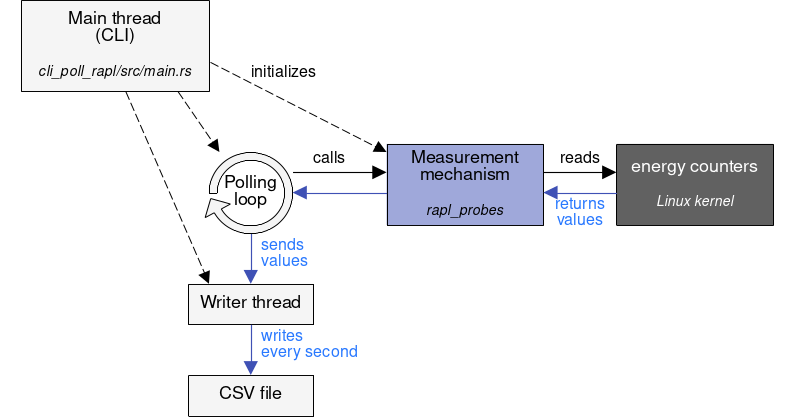 Main thread
(CLI)
cli_poll_rapl/src/main.rs
initializes
calls
reads
Polling
loop
Measurement
mechanism
rapl_probes
energy counters
Linux kernel
returns
values
sends
values
Writer thread
writes
every second
CSV file